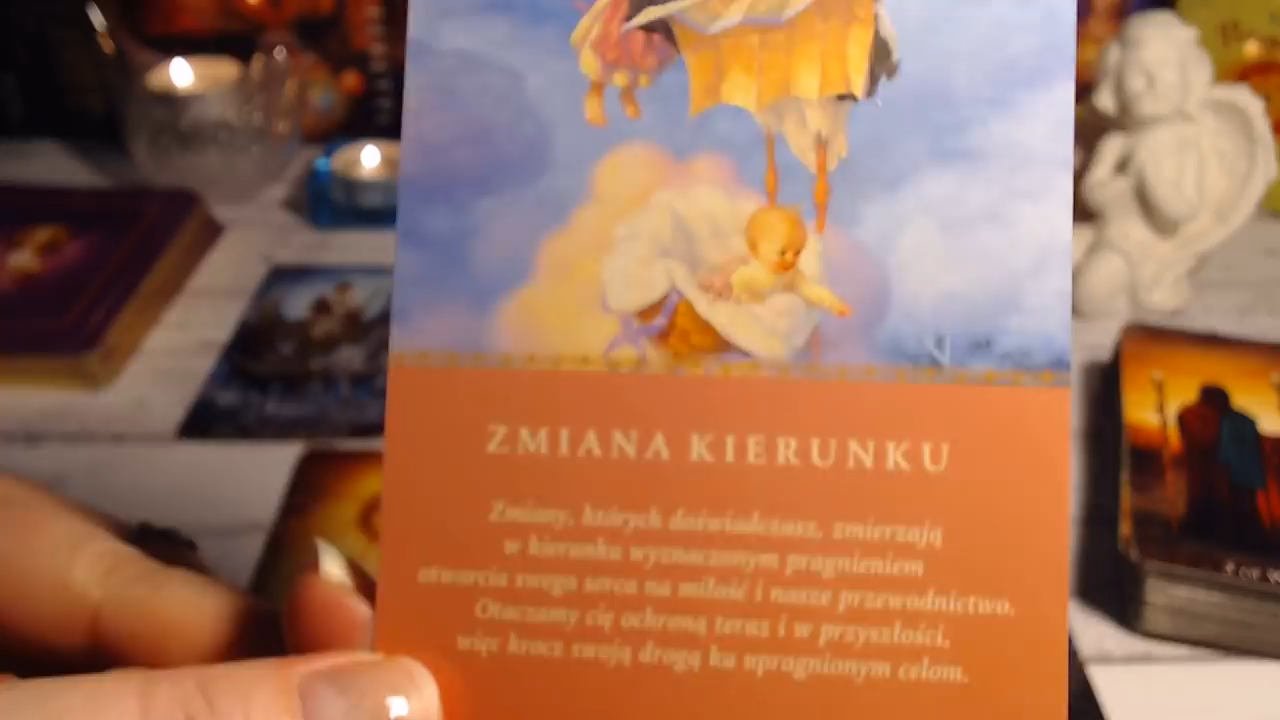 ZMIANA KIERUNKU
Zmiany, których doświadczasz, zmierzają
w kierunku wyznaczonym pragnieniem
otwarcia swego serca na miłość i nasze przewodnictwo.
Otaczamy cię ochroną teraz i w przyszłości,
więc krocz swoją drogą ku upragnionym celom.